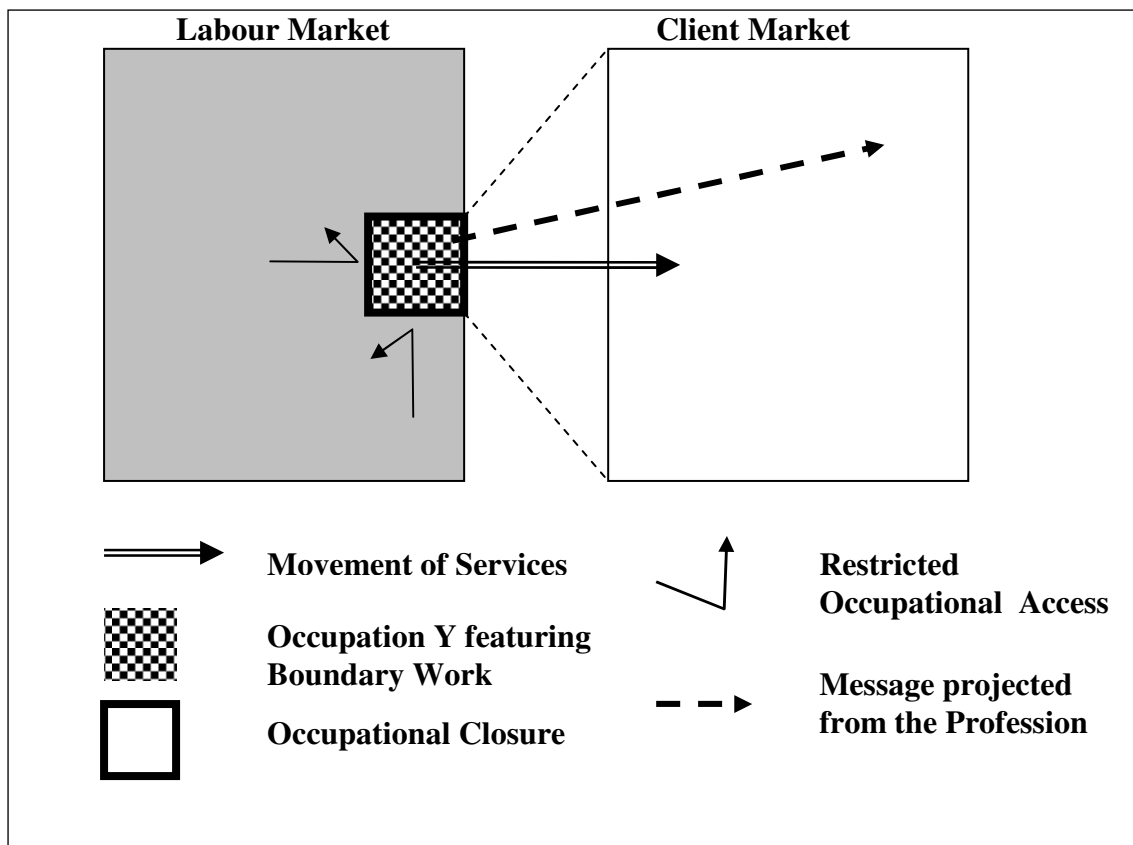 Labour Market
Client Market
Movement of Services
Occupation Y featuring
Boundary Work
Occupational Closure
Restricted
Occupational Access
Message projected
from the Profession